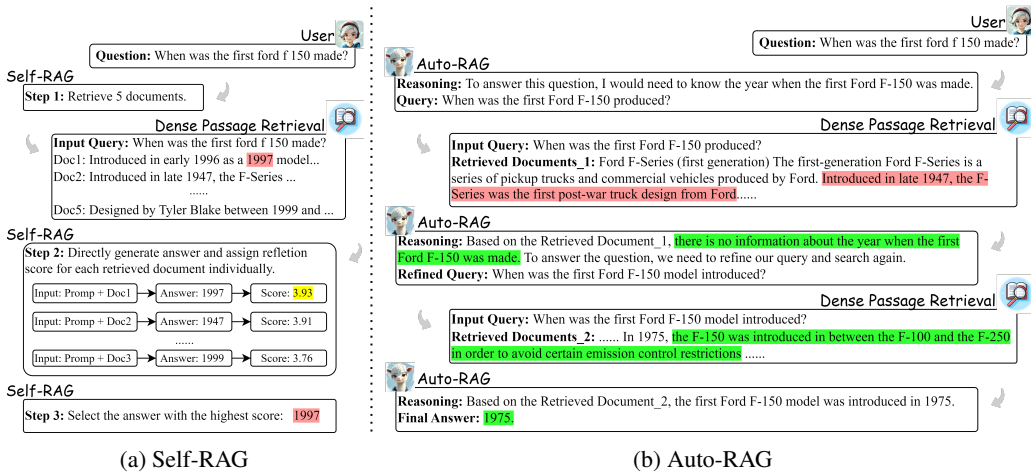 User
Question: When was the first ford f 150 made?
Self-RAG
Step 1: Retrieve 5 documents.
Dense Passage Retrieval
Input Query: When was the first ford f 150 made?
Doc1: Introduced in early 1996 as a 1997 model...
Doc2: Introduced in late 1947, the F-Series ...
......
Doc5: Designed by Tyler Blake between 1999 and ...
Self-RAG
Step 2: Directly generate answer and assign refletion
score for each retrieved document individually.
Input: Promp + Doc1 Answer: 1997 Score: 3.93
Input: Promp + Doc2 Answer: 1947 Score: 3.91
......
Input: Promp + Doc3 Answer: 1999 Score: 3.76
Self-RAG
Step 3: Select the answer with the highest score: 1997
(a) Self-RAG
User
Question: When was the first ford f 150 made?
Auto-RAG
Reasoning: To answer this question, I would need to know the year when the first Ford F-150 was made.
Query: When was the first Ford F-150 produced?
Dense Passage Retrieval
Input Query: When was the first Ford F-150 produced?
Retrieved Documents_1: Ford F-Series (first generation) The first-generation Ford F-Series is a
series of pickup trucks and commercial vehicles produced by Ford. Introduced in late 1947, the F-
Series was the first post-war truck design from Ford......
Auto-RAG
Reasoning: Based on the Retrieved Document_1, there is no information about the year when the first
Ford F-150 was made. To answer the question, we need to refine our query and search again.
Refined Query: When was the first Ford F-150 model introduced?
Dense Passage Retrieval
Input Query: When was the first Ford F-150 model introduced?
Retrieved Documents_2: ...... In 1975, the F-150 was introduced in between the F-100 and the F-250
in order to avoid certain emission control restrictions ......
Auto-RAG
Reasoning: Based on the Retrieved Document_2, the first Ford F-150 model was introduced in 1975.
Final Answer: 1975.
(b) Auto-RAG